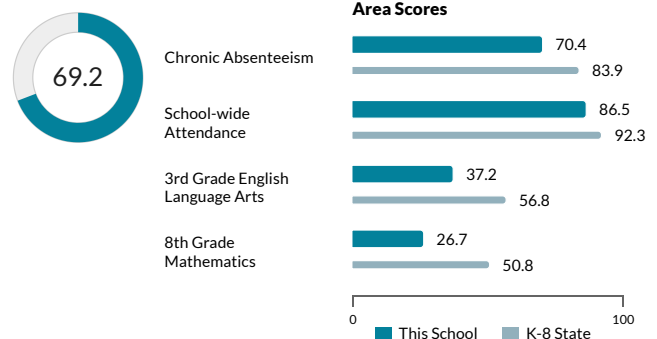 Area Scores
69.2
Chronic Absenteeism
70.4
83.9
School-wide
Attendance
86.5
92.3
3rd Grade English
Language Arts
37.2
56.8
8th Grade
Mathematics
26.7
50.8
0
100
This School
K-8 State